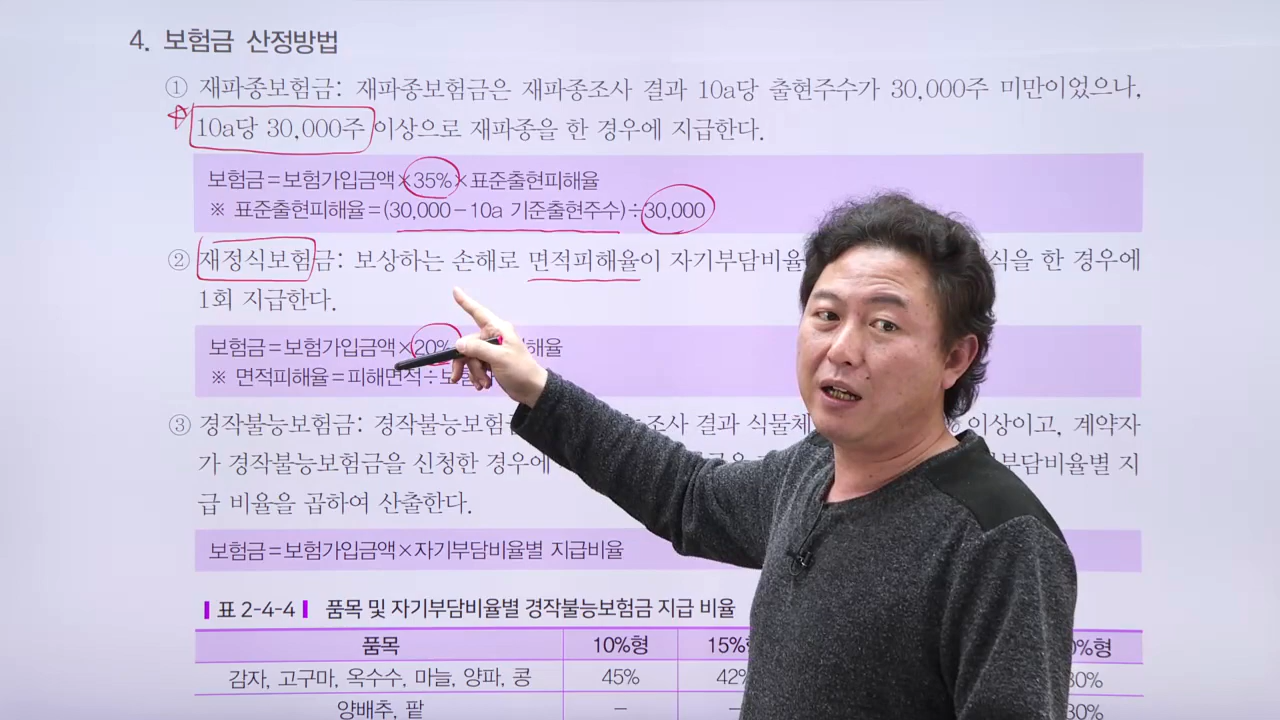 4. 보험금 산정방법
① 재파종보험금: 재파종보험금은 재파종조사 결과 10a당 출현주수가 30,000주 미만이었으나,
10a당 30,000주 이상으로 재파종을 한 경우에 지급한다.
보험금=보험가입금액×35%×표준출현피해율
※ 표준출현피해율=(30,000-10a 기준출현주수)÷30,000
② 재정식보험금: 보상하는 손해로 면적피해율이 자기부담비율 식을 한 경우에
1회 지급한다.
보험금=보험가입금액×20% 해율
※ 면적피해율=피해면적÷보험
③ 경작불능보험금: 경작불능보험 조사 결과 식물체 이상이고, 계약자
가 경작불능보험금을 신청한 경우에 부담비율별 지
급 비율을 곱하여 산출한다.
보험금=보험가입금액×자기부담비율별 지급비율
표 2-4-4 품목 및 자기부담비율별 경작불능보험금 지급 비율
품목 10%형 15% 0%형
감자, 고구마, 옥수수, 마늘, 양파, 콩 45% 42% 30%
양배추, 팥 - - 30%